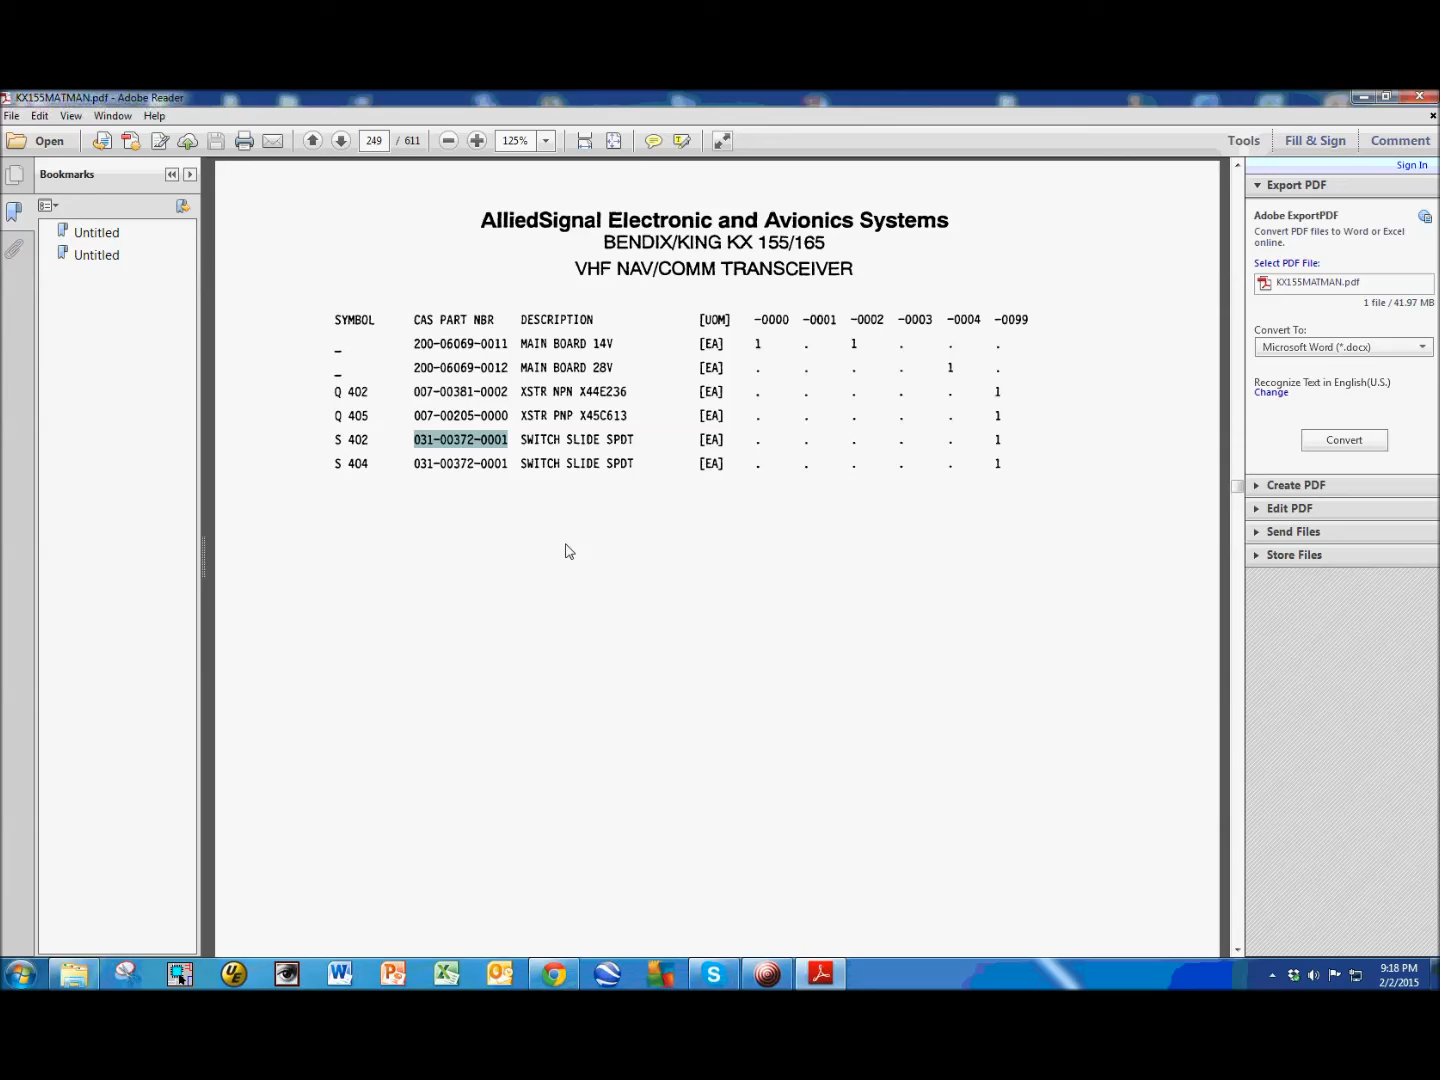 KX155MATMAN.pdf - Adobe Reader
File Edit View Window Help
Open 249 / 611 125% Tools Fill & Sign Comment
Sign In
Bookmarks
Untitled
Untitled
AlliedSignal Electronic and Avionics Systems
BENDIX/KING KX 155/165
VHF NAV/COMM TRANSCEIVER
SYMBOL CAS PART NBR DESCRIPTION [UOM] -0000 -0001 -0002 -0003 -0004 -0099
_ 200-06069-0011 MAIN BOARD 14V [EA] 1 . 1 . . .
_ 200-06069-0012 MAIN BOARD 28V [EA] . . . . 1 .
Q 402 007-00381-0002 XSTR NPN X44E236 [EA] . . . . . 1
Q 405 007-00205-0000 XSTR PNP X45C613 [EA] . . . . . 1
S 402 031-00372-0001 SWITCH SLIDE SPDT [EA] . . . . . 1
S 404 031-00372-0001 SWITCH SLIDE SPDT [EA] . . . . . 1
Export PDF
Adobe ExportPDF
Convert PDF files to Word or Excel
online.
Select PDF File:
KX155MATMAN.pdf
1 file / 41.97 MB
Convert To:
Microsoft Word (*.docx)
Recognize Text in English(U.S.)
Change
Convert
Create PDF
Edit PDF
Send Files
Store Files
9:18 PM
2/2/2015